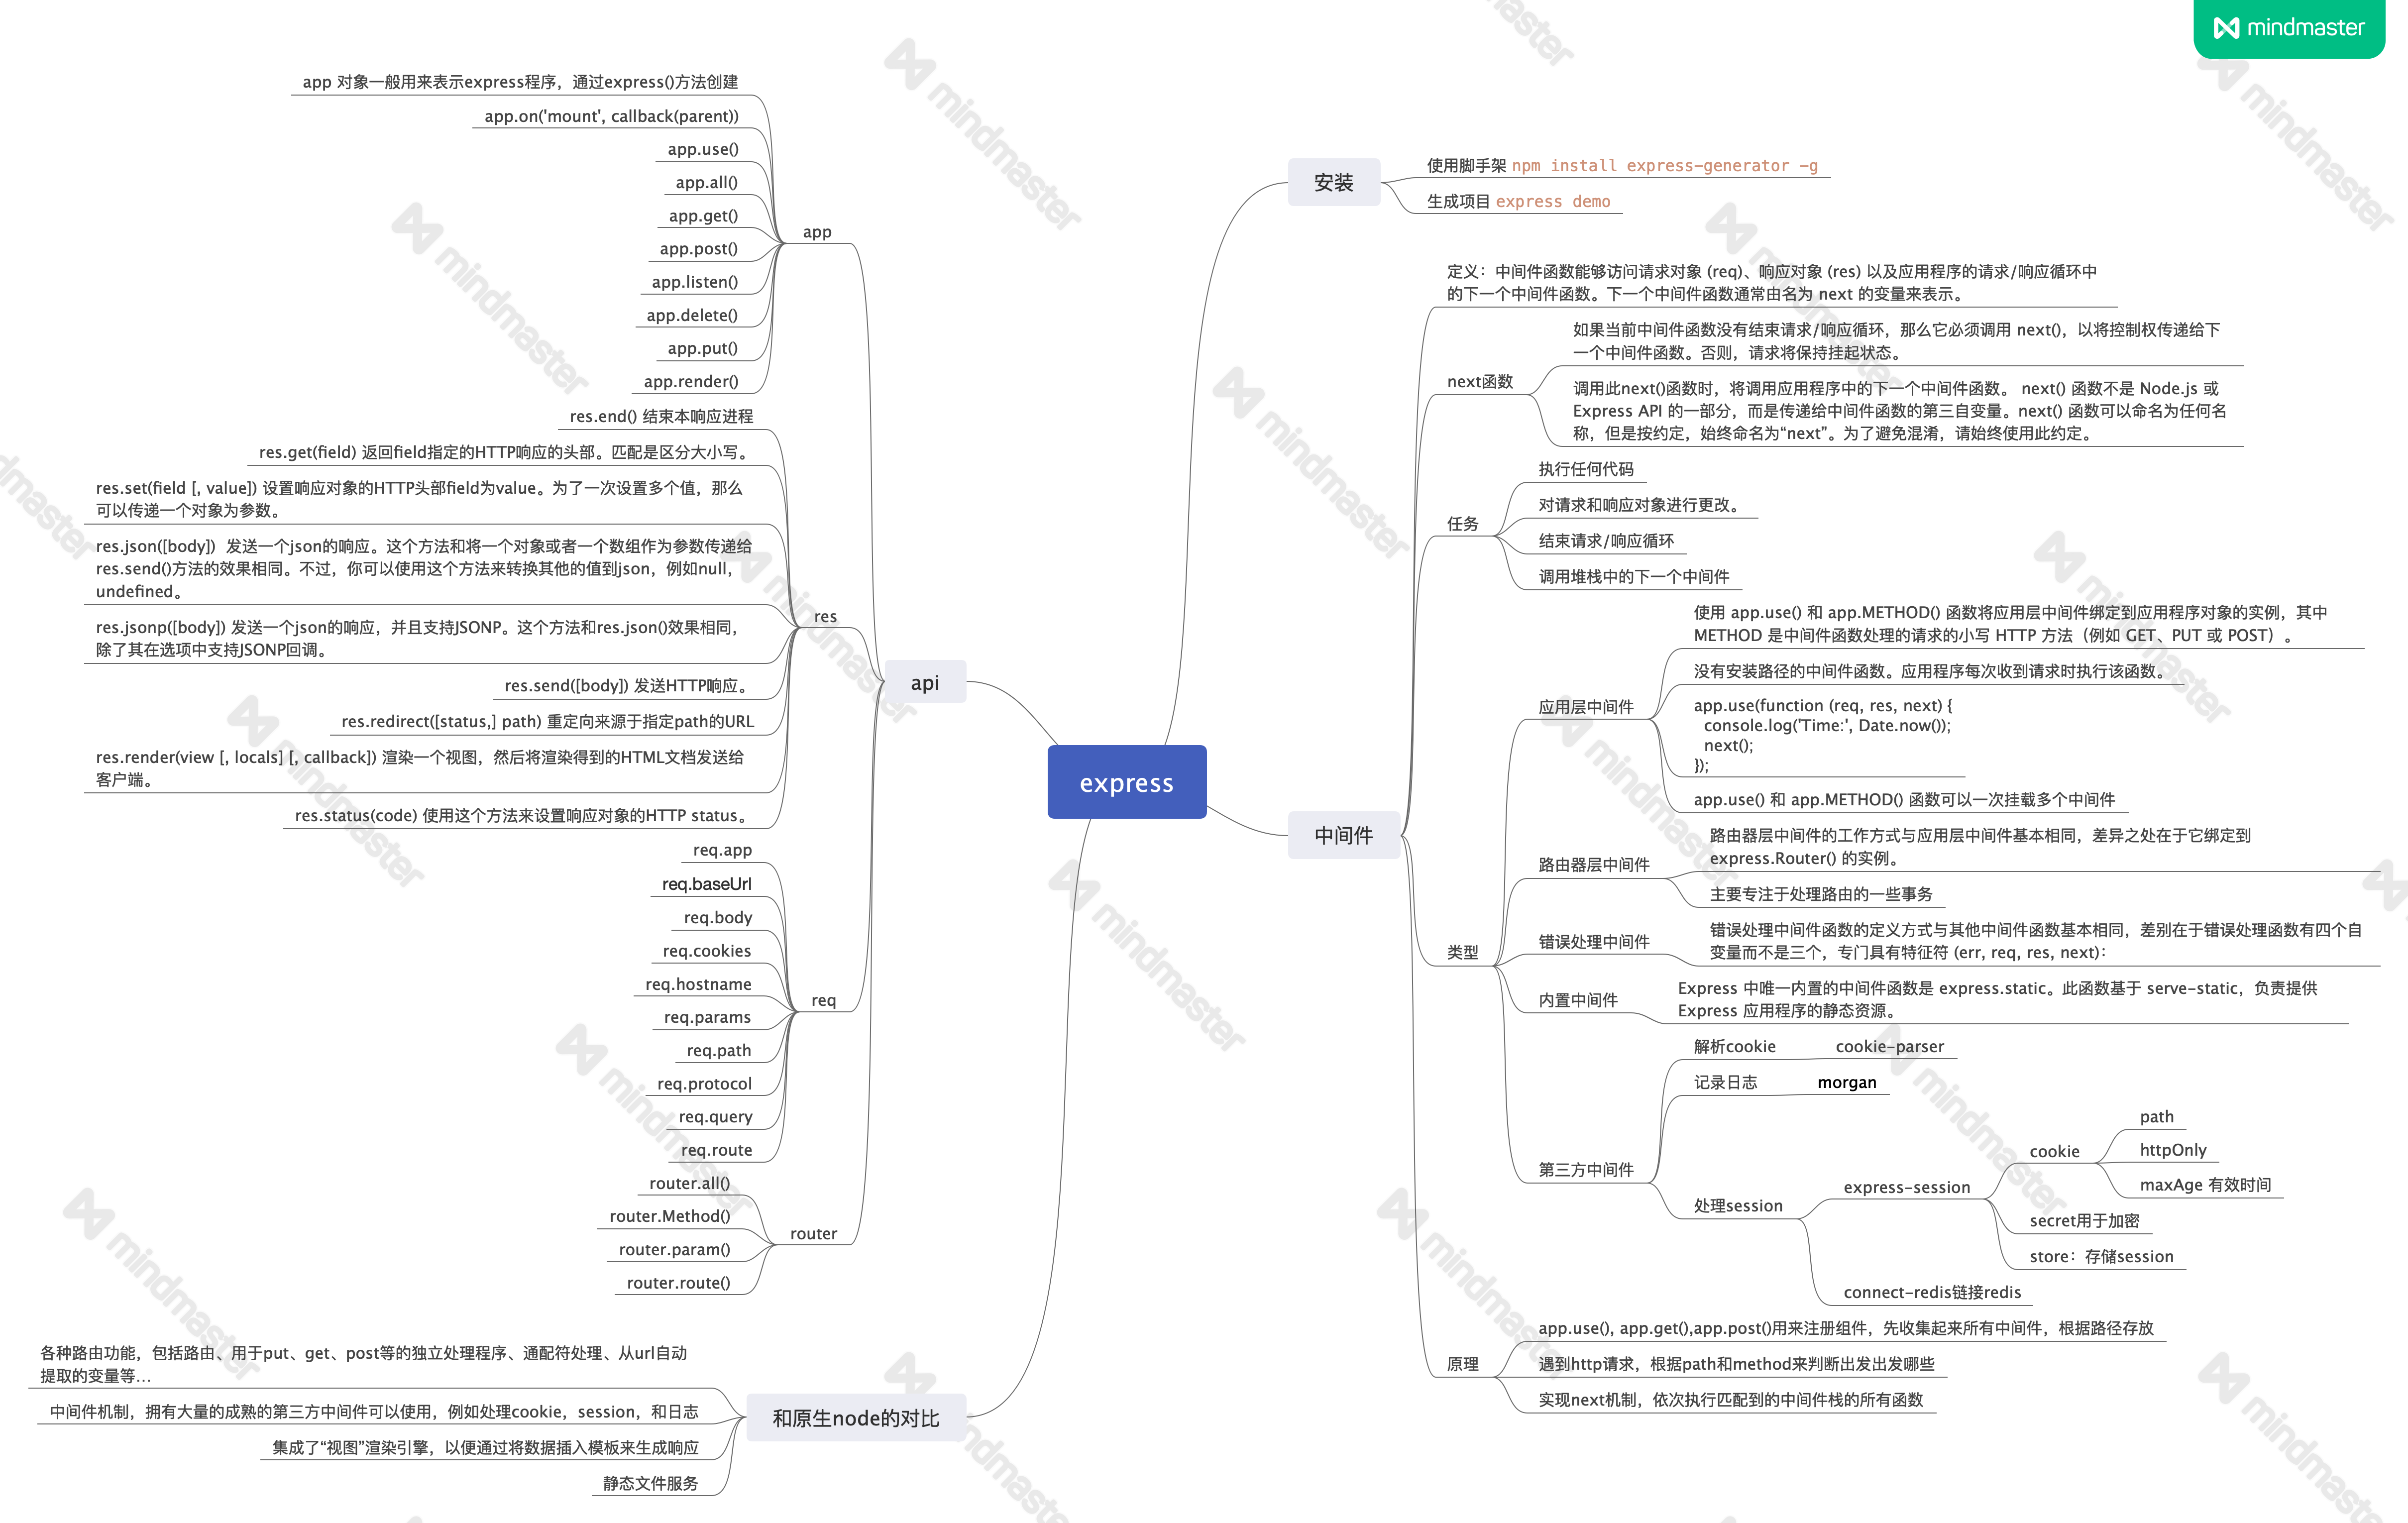 mindmaster
express
安装
使用脚手架 npm install express-generator -g
生成项目 express demo
中间件
定义：中间件函数能够访问请求对象 (req)、响应对象 (res) 以及应用程序的请求/响应循环中
的下一个中间件函数。下一个中间件函数通常由名为 next 的变量来表示。
next函数
如果当前中间件函数没有结束请求/响应循环，那么它必须调用 next()，以将控制权传递给下
一个中间件函数。否则，请求将保持挂起状态。
调用此next()函数时，将调用应用程序中的下一个中间件函数。 next() 函数不是 Node.js 或
Express API 的一部分，而是传递给中间件函数的第三自变量。next() 函数可以命名为任何名
称，但是按约定，始终命名为“next”。为了避免混淆，请始终使用此约定。
任务
执行任何代码
对请求和响应对象进行更改。
结束请求/响应循环
调用堆栈中的下一个中间件
类型
应用层中间件
使用 app.use() 和 app.METHOD() 函数将应用层中间件绑定到应用程序对象的实例，其中
METHOD 是中间件函数处理的请求的小写 HTTP 方法（例如 GET、PUT 或 POST）。
没有安装路径的中间件函数。应用程序每次收到请求时执行该函数。
app.use(function (req, res, next) {
console.log('Time:', Date.now());
next();
});
app.use() 和 app.METHOD() 函数可以一次挂载多个中间件
路由器层中间件
路由器层中间件的工作方式与应用层中间件基本相同，差异之处在于它绑定到
express.Router() 的实例。
主要专注于处理路由的一些事务
错误处理中间件
错误处理中间件函数的定义方式与其他中间件函数基本相同，差别在于错误处理函数有四个自
变量而不是三个，专门具有特征符 (err, req, res, next)：
内置中间件
Express 中唯一内置的中间件函数是 express.static。此函数基于 serve-static，负责提供
Express 应用程序的静态资源。
第三方中间件
解析cookie
cookie-parser
记录日志
morgan
处理session
express-session
cookie
path
httpOnly
maxAge 有效时间
secret用于加密
store：存储session
connect-redis链接redis
原理
app.use(), app.get(),app.post()用来注册组件，先收集起来所有中间件，根据路径存放
遇到http请求，根据path和method来判断出发出发哪些
实现next机制，依次执行匹配到的中间件栈的所有函数
api
app
app 对象一般用来表示express程序，通过express()方法创建
app.on('mount', callback(parent))
app.use()
app.all()
app.get()
app.post()
app.listen()
app.delete()
app.put()
app.render()
res
res.end() 结束本响应进程
res.get(field) 返回field指定的HTTP响应的头部。匹配是区分大小写。
res.set(field [, value]) 设置响应对象的HTTP头部field为value。为了一次设置多个值，那么
可以传递一个对象为参数。
res.json([body]) 发送一个json的响应。这个方法和将一个对象或者一个数组作为参数传递给
res.send()方法的效果相同。不过，你可以使用这个方法来转换其他的值到json，例如null，
undefined。
res.jsonp([body]) 发送一个json的响应，并且支持JSONP。这个方法和res.json()效果相同，
除了其在选项中支持JSONP回调。
res.send([body]) 发送HTTP响应。
res.redirect([status,] path) 重定向来源于指定path的URL
res.render(view [, locals] [, callback]) 渲染一个视图，然后将渲染得到的HTML文档发送给
客户端。
res.status(code) 使用这个方法来设置响应对象的HTTP status。
req
req.app
req.baseUrl
req.body
req.cookies
req.hostname
req.params
req.path
req.protocol
req.query
req.route
router
router.all()
router.Method()
router.param()
router.route()
和原生node的对比
各种路由功能，包括路由、用于put、get、post等的独立处理程序、通配符处理、从url自动
提取的变量等...
中间件机制，拥有大量的成熟的第三方中间件可以使用，例如处理cookie，session，和日志
集成了“视图”渲染引擎，以便通过将数据插入模板来生成响应
静态文件服务